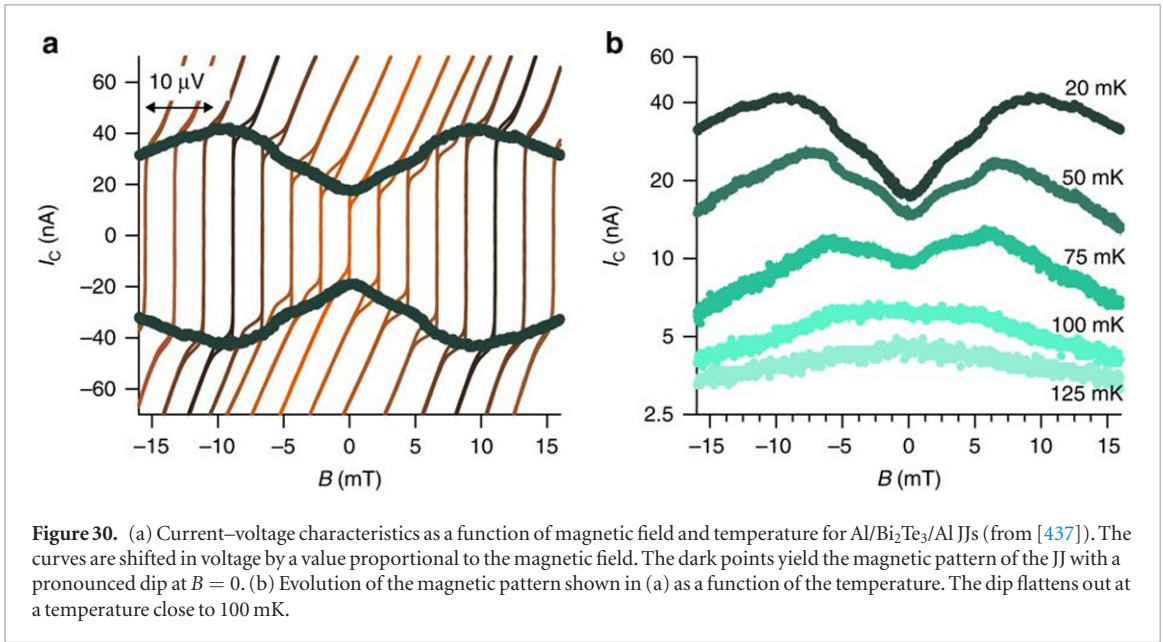 a
b
10 μV
60
40
20
0
−20
−40
−60
I_C (nA)
−15
−10
−5
0
5
10
15
B (mT)
60
40
20
10
5
2.5
I_C (nA)
20 mK
50 mK
75 mK
100 mK
125 mK
−15
−10
−5
0
5
10
15
B (mT)
Figure 30. (a) Current–voltage characteristics as a function of magnetic field and temperature for Al/Bi₂Te₃/Al JJs (from [437]). The
curves are shifted in voltage by a value proportional to the magnetic field. The dark points yield the magnetic pattern of the JJ with a
pronounced dip at B = 0. (b) Evolution of the magnetic pattern shown in (a) as a function of the temperature. The dip flattens out at
a temperature close to 100 mK.